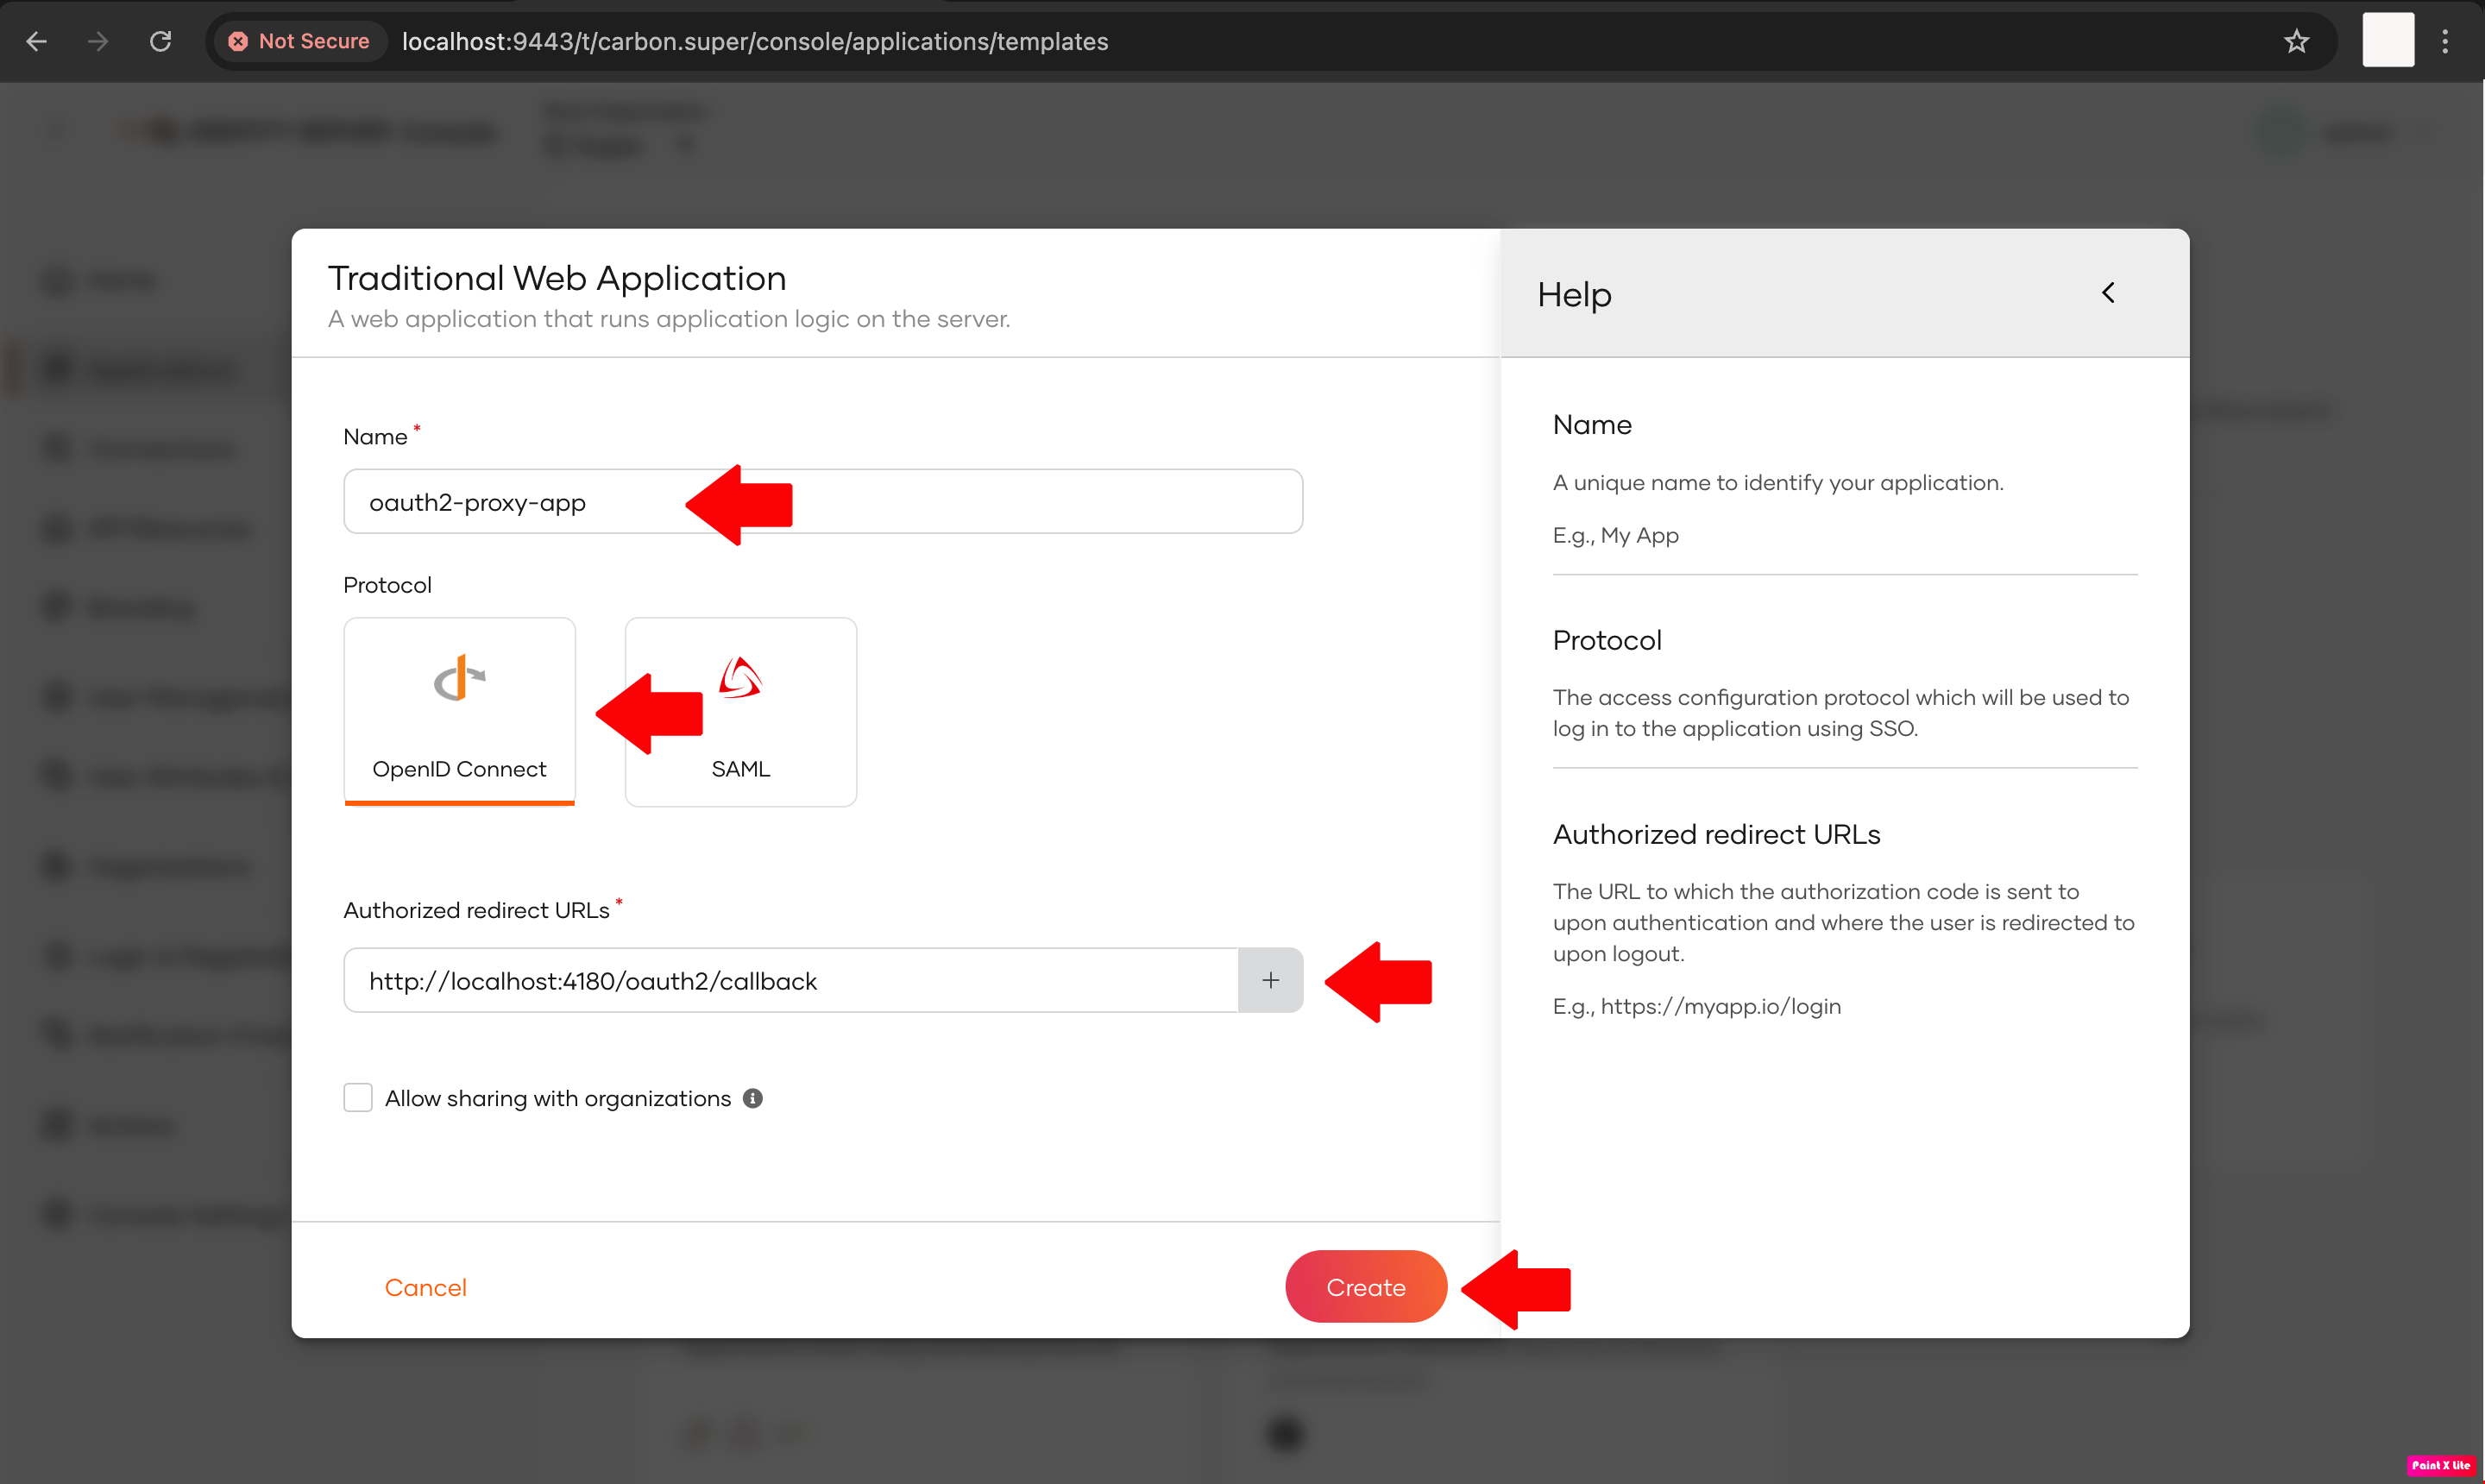 Not Secure localhost:9443/t/carbon.super/console/applications/templates
Traditional Web Application
A web application that runs application logic on the server.
Name *
oauth2-proxy-app
Protocol
OpenID Connect
SAML
Authorized redirect URLs *
http://localhost:4180/oauth2/callback
+
Allow sharing with organizations
Cancel
Create
Help
Name
A unique name to identify your application.
E.g., My App
Protocol
The access configuration protocol which will be used to
log in to the application using SSO.
Authorized redirect URLs
The URL to which the authorization code is sent to
upon authentication and where the user is redirected to
upon logout.
E.g., https://myapp.io/login
Paint X Lite